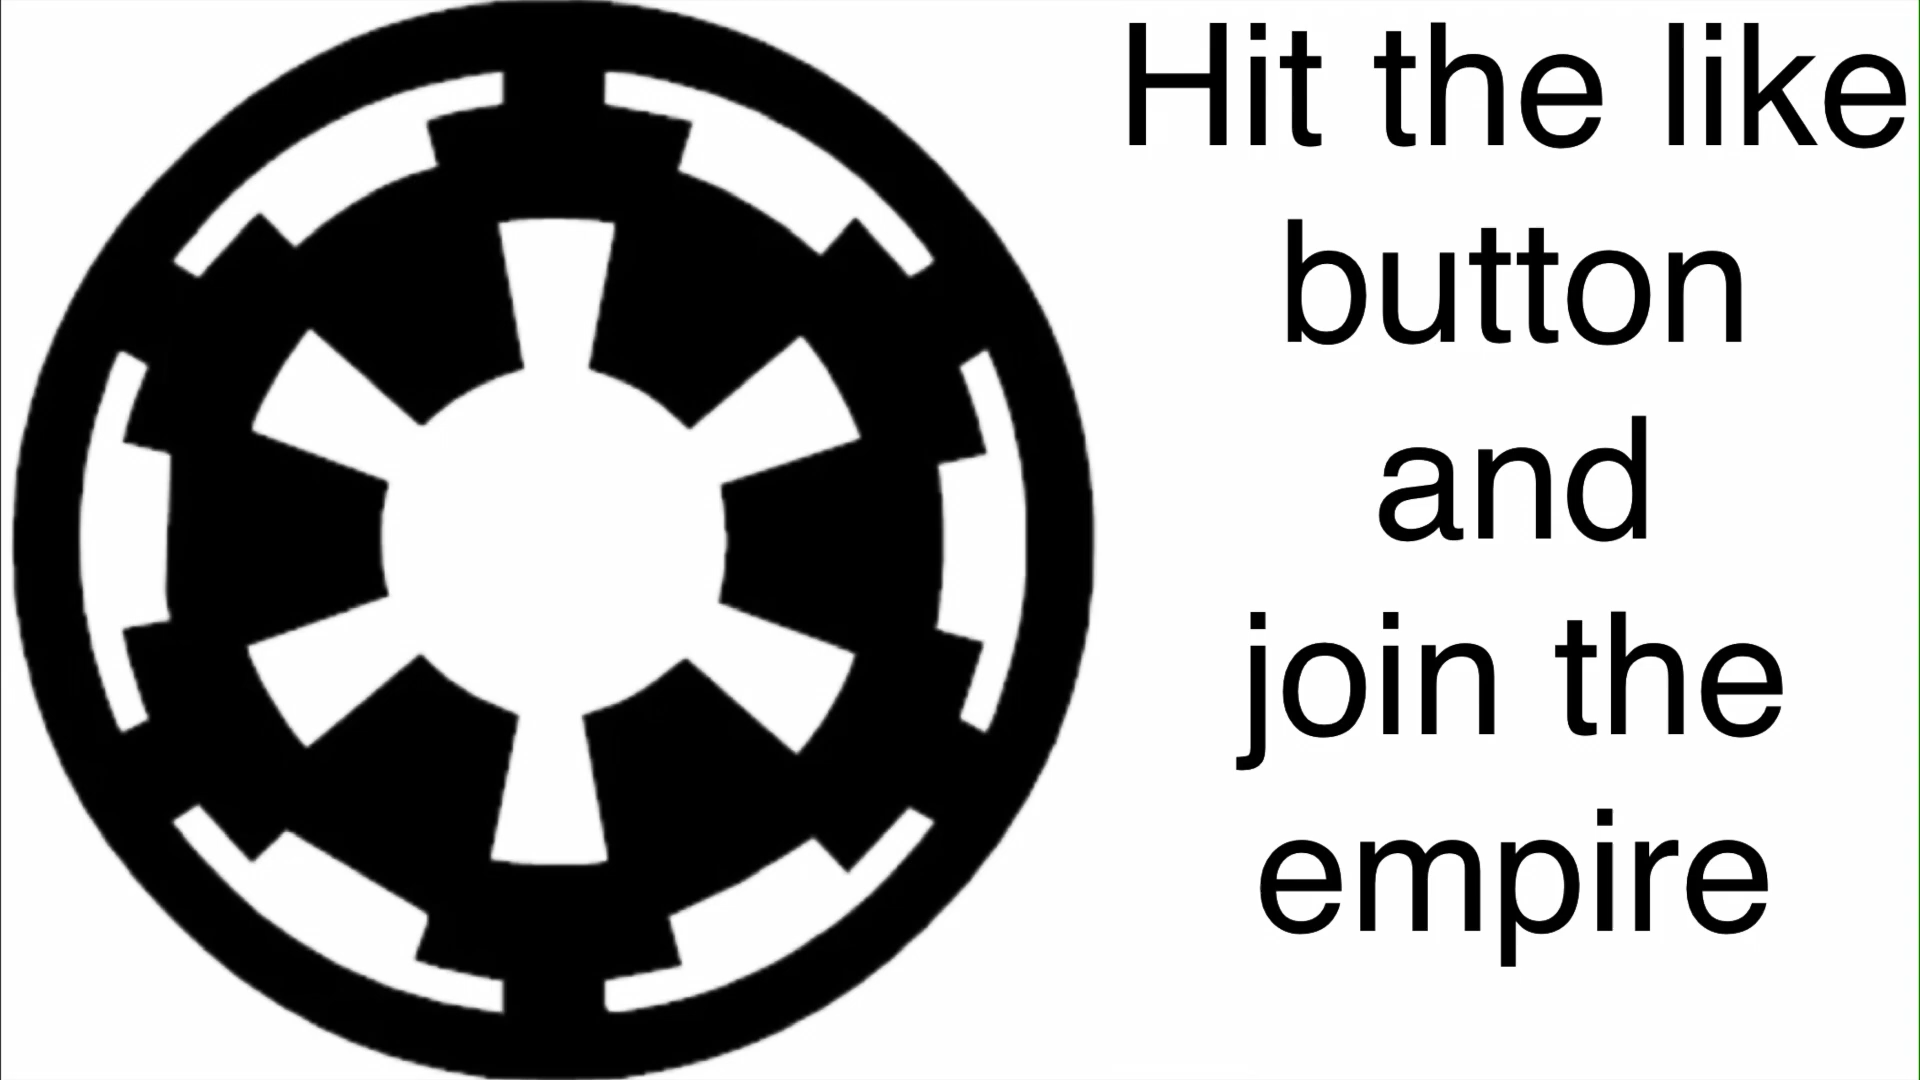 Hit the like
button
and
join the
empire